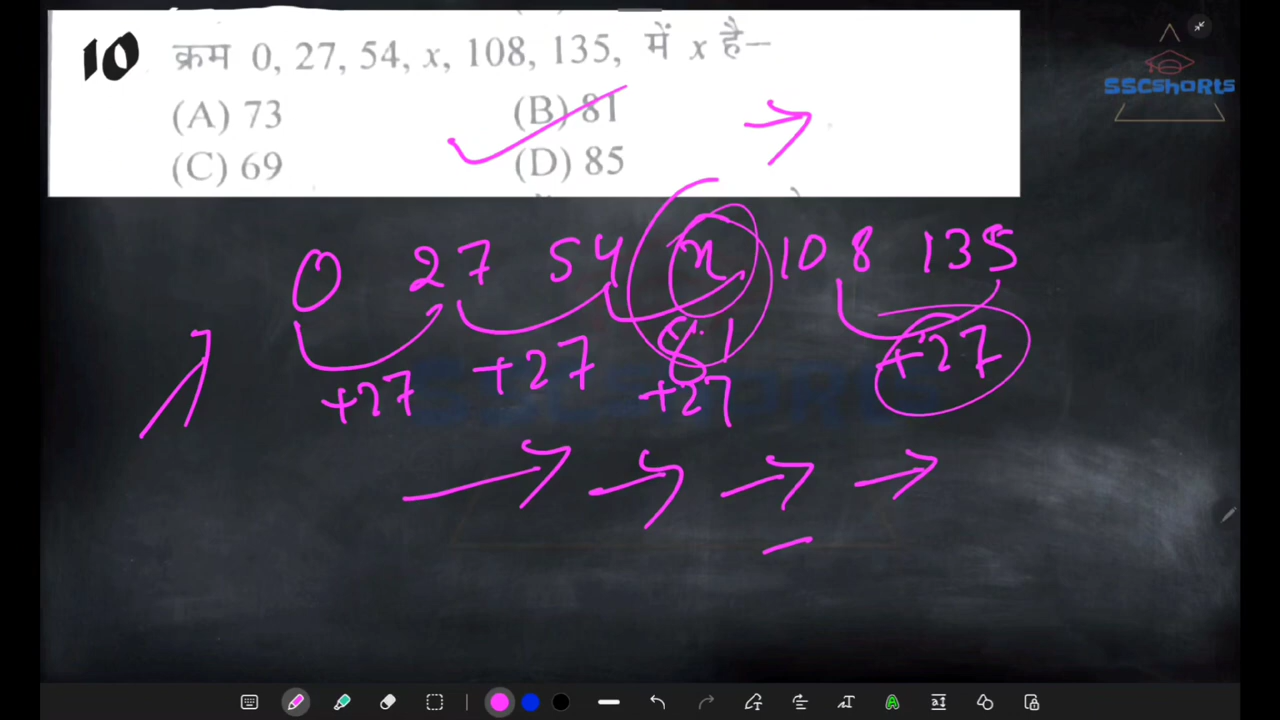 10 क्रम 0, 27, 54, x, 108, 135, में x है–
(A) 73 (B) 81
(C) 69 (D) 85
SSCshoRts
0 27 54 x 108 135
81
+27 +27 +27 +27
SSCshoRts